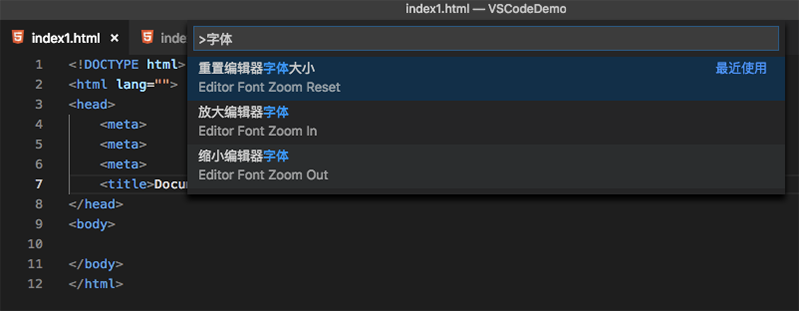 index1.html — VSCodeDemo
index1.html × inde
>字体
重置编辑器字体大小 最近使用
Editor Font Zoom Reset
放大编辑器字体
Editor Font Zoom In
缩小编辑器字体
Editor Font Zoom Out
1 <!DOCTYPE html>
2 <html lang="">
3 <head>
4 <meta>
5 <meta>
6 <meta>
7 <title>Docu
8 </head>
9 <body>
10
11 </body>
12 </html>